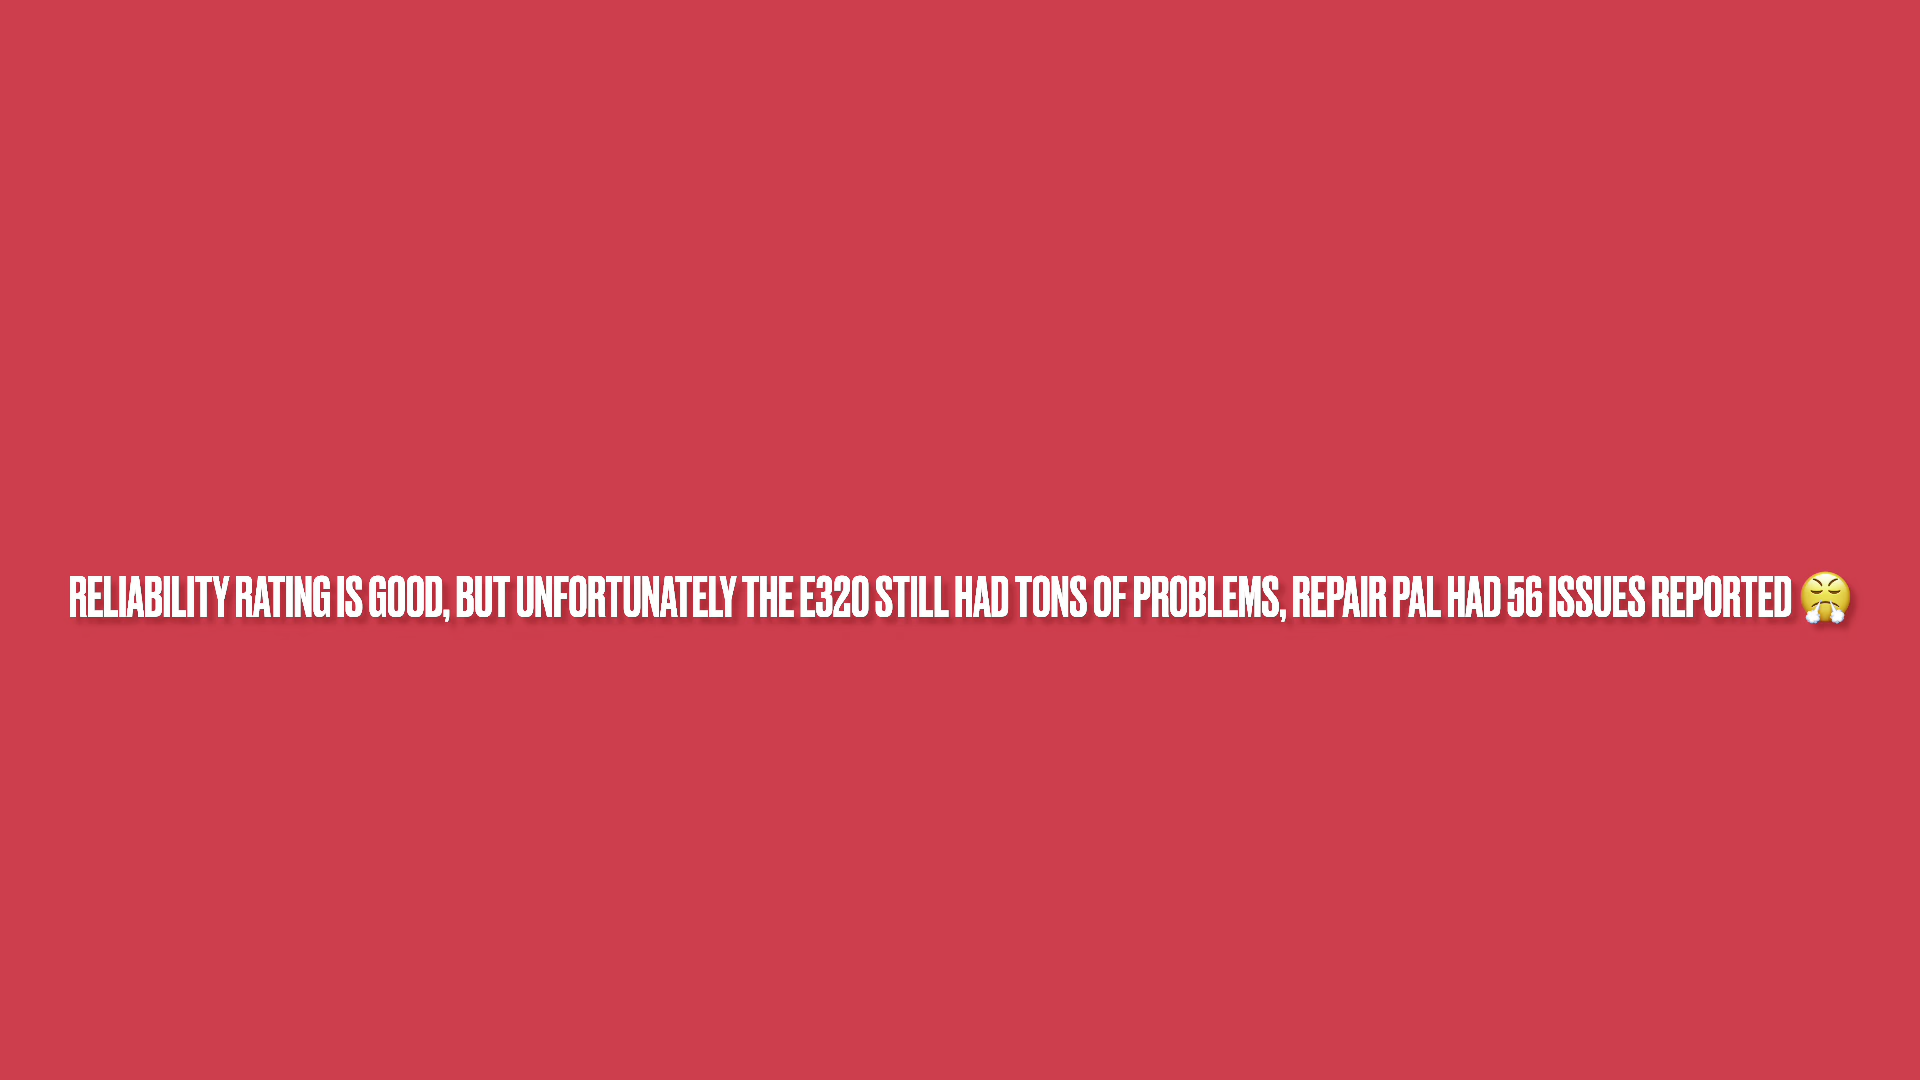 RELIABILITY RATING IS GOOD, BUT UNFORTUNATELY THE E320 STILL HAD TONS OF PROBLEMS, REPAIR PAL HAD 56 ISSUES REPORTED 😤